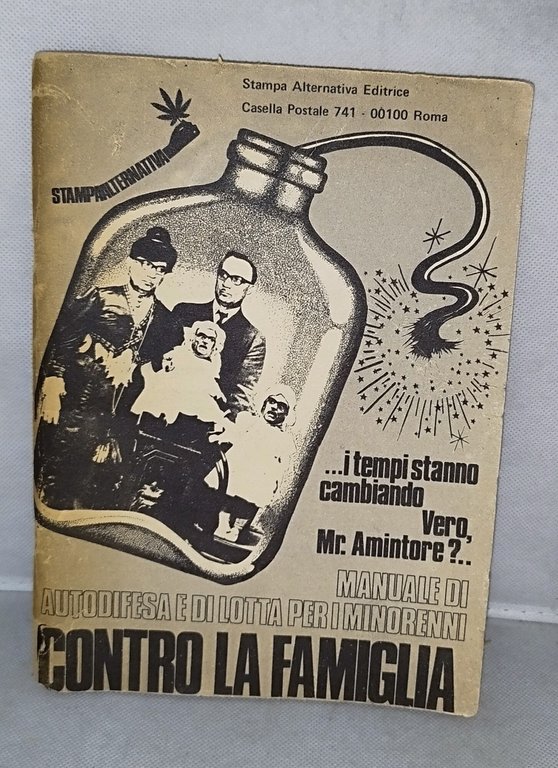 Stampa Alternativa Editrice
Casella Postale 741 - 00100 Roma
STAMPALTERNATIVA
...i tempi stanno
cambiando
Vero,
Mr. Amintore?..
MANUALE DI
AUTODIFESA E DI LOTTA PER I MINORENNI
CONTRO LA FAMIGLIA